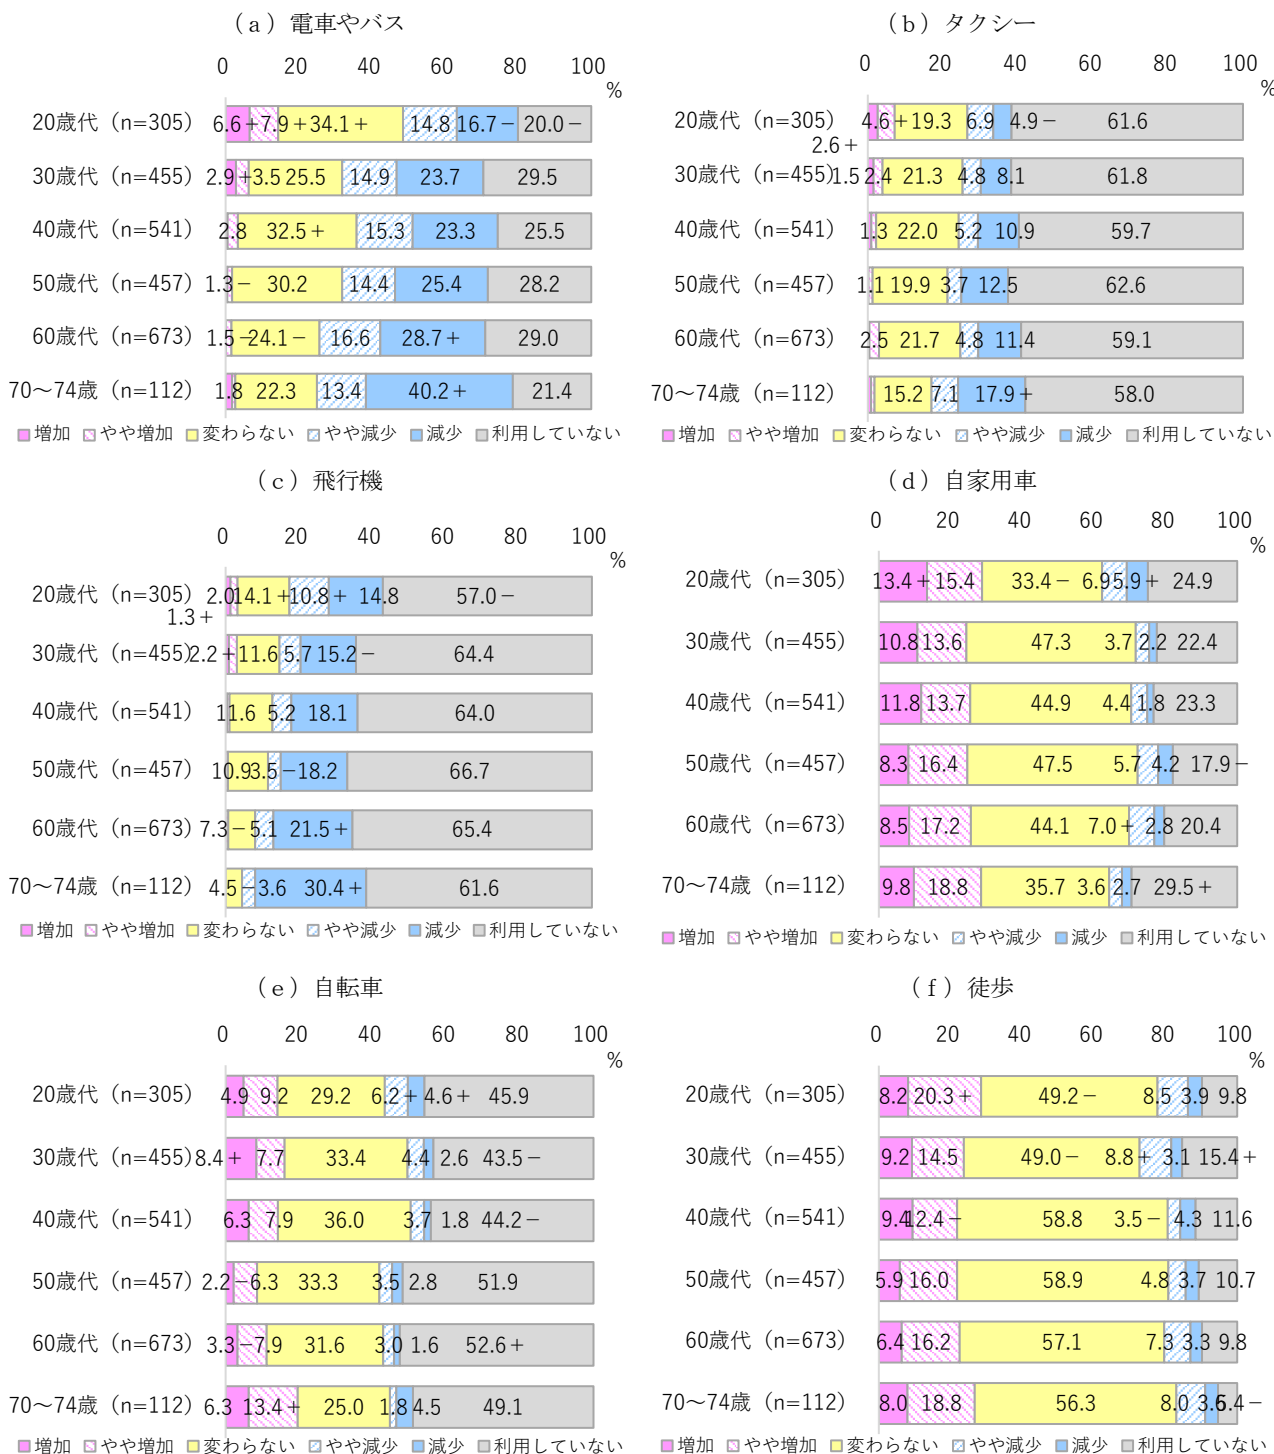 （a）電車やバス
0 20 40 60 80 100
%
20歳代（n=305） 6.6＋ 7.9＋ 34.1＋ 14.8 16.7－ 20.0－
30歳代（n=455） 2.9＋ 3.5 25.5 14.9 23.7 29.5
40歳代（n=541） 2.8 32.5＋ 15.3 23.3 25.5
50歳代（n=457） 1.3－ 30.2 14.4 25.4 28.2
60歳代（n=673） 1.5－ 24.1－ 16.6 28.7＋ 29.0
70～74歳（n=112） 1.8 22.3 13.4 40.2＋ 21.4
増加 やや増加 変わらない やや減少 減少 利用していない
（b）タクシー
0 20 40 60 80 100
%
20歳代（n=305） 4.6＋ 19.3 6.9 4.9－ 61.6
2.6＋
30歳代（n=455） 1.5 2.4 21.3 4.8 8.1 61.8
40歳代（n=541） 1.3 22.0 5.2 10.9 59.7
50歳代（n=457） 1.1 19.9 3.7 12.5 62.6
60歳代（n=673） 2.5 21.7 4.8 11.4 59.1
70～74歳（n=112） 15.2 7.1 17.9＋ 58.0
増加 やや増加 変わらない やや減少 減少 利用していない
（c）飛行機
0 20 40 60 80 100
%
20歳代（n=305） 2.0 14.1＋ 10.8＋ 14.8 57.0－
1.3＋
30歳代（n=455） 2.2＋ 11.6 5.7 15.2－ 64.4
40歳代（n=541） 11.6 5.2 18.1 64.0
50歳代（n=457） 10.9 3.5－ 18.2 66.7
60歳代（n=673） 7.3－ 5.1 21.5＋ 65.4
70～74歳（n=112） 4.5－ 3.6 30.4＋ 61.6
増加 やや増加 変わらない やや減少 減少 利用していない
（d）自家用車
0 20 40 60 80 100
%
20歳代（n=305） 13.4＋ 15.4 33.4－ 6.9 5.9＋ 24.9
30歳代（n=455） 10.8 13.6 47.3 3.7 2.2 22.4
40歳代（n=541） 11.8 13.7 44.9 4.4 1.8 23.3
50歳代（n=457） 8.3 16.4 47.5 5.7 4.2 17.9－
60歳代（n=673） 8.5 17.2 44.1 7.0＋ 2.8 20.4
70～74歳（n=112） 9.8 18.8 35.7 3.6 2.7 29.5＋
増加 やや増加 変わらない やや減少 減少 利用していない
（e）自転車
0 20 40 60 80 100
%
20歳代（n=305） 4.9 9.2 29.2 6.2＋ 4.6＋ 45.9
30歳代（n=455） 8.4＋ 7.7 33.4 4.4 2.6 43.5－
40歳代（n=541） 6.3 7.9 36.0 3.7 1.8 44.2－
50歳代（n=457） 2.2－ 6.3 33.3 3.5 2.8 51.9
60歳代（n=673） 3.3－ 7.9 31.6 3.0 1.6 52.6＋
70～74歳（n=112） 6.3 13.4＋ 25.0 1.8 4.5 49.1
増加 やや増加 変わらない やや減少 減少 利用していない
（f）徒歩
0 20 40 60 80 100
%
20歳代（n=305） 8.2 20.3＋ 49.2－ 8.5 3.9 9.8
30歳代（n=455） 9.2 14.5 49.0－ 8.8＋ 3.1 15.4＋
40歳代（n=541） 9.4 12.4－ 58.8 3.5－ 4.3 11.6
50歳代（n=457） 5.9 16.0 58.9 4.8 3.7 10.7
60歳代（n=673） 6.4 16.2 57.1 7.3 3.3 9.8
70～74歳（n=112） 8.0 18.8 56.3 8.0 3.6 5.4－
増加 やや増加 変わらない やや減少 減少 利用していない